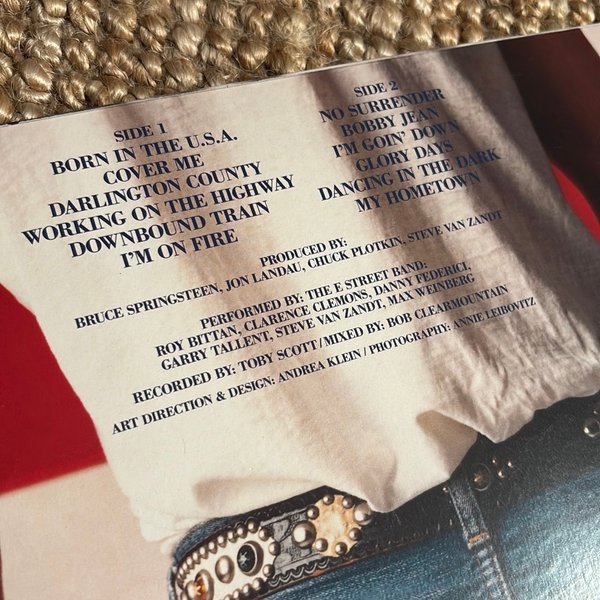 SIDE 1
BORN IN THE U.S.A.
COVER ME
DARLINGTON COUNTY
WORKING ON THE HIGHWAY
DOWNBOUND TRAIN
I'M ON FIRE
SIDE 2
NO SURRENDER
BOBBY JEAN
I'M GOIN' DOWN
GLORY DAYS
DANCING IN THE DARK
MY HOMETOWN
PRODUCED BY:
BRUCE SPRINGSTEEN, JON LANDAU, CHUCK PLOTKIN, STEVE VAN ZANDT
PERFORMED BY: THE E STREET BAND:
ROY BITTAN, CLARENCE CLEMONS, DANNY FEDERICI,
GARRY TALLENT, STEVE VAN ZANDT, MAX WEINBERG
RECORDED BY: TOBY SCOTT / MIXED BY: BOB CLEARMOUNTAIN
ART DIRECTION & DESIGN: ANDREA KLEIN / PHOTOGRAPHY: ANNIE LEIBOVITZ